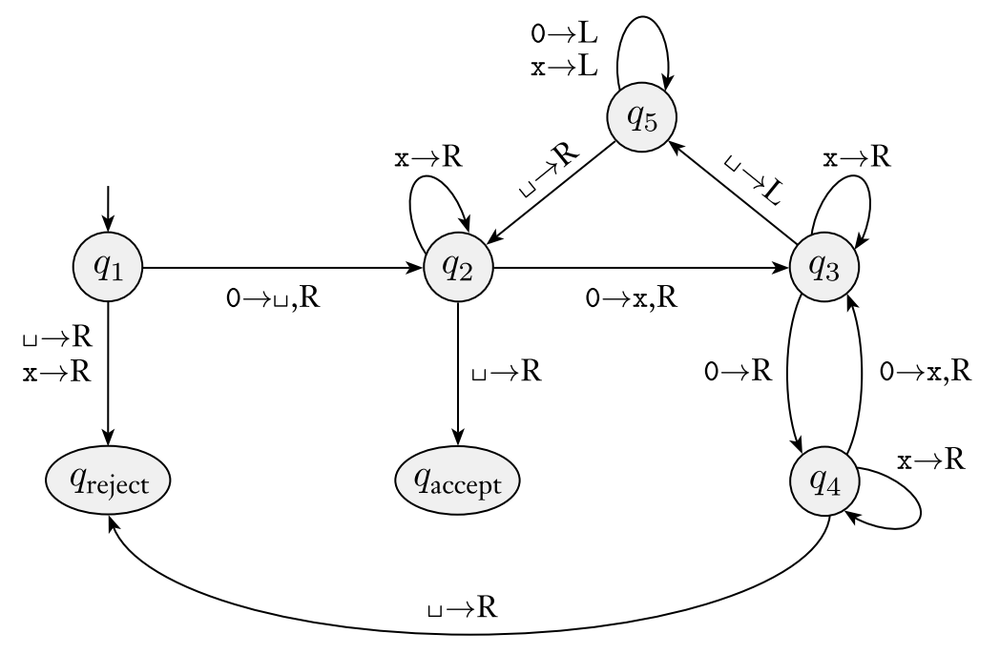 0→L
x→L
q5
x→R
␣→R
␣→L
x→R
q1
q2
q3
0→␣,R
0→x,R
␣→R
x→R
␣→R
0→R
0→x,R
x→R
qreject
qaccept
q4
␣→R